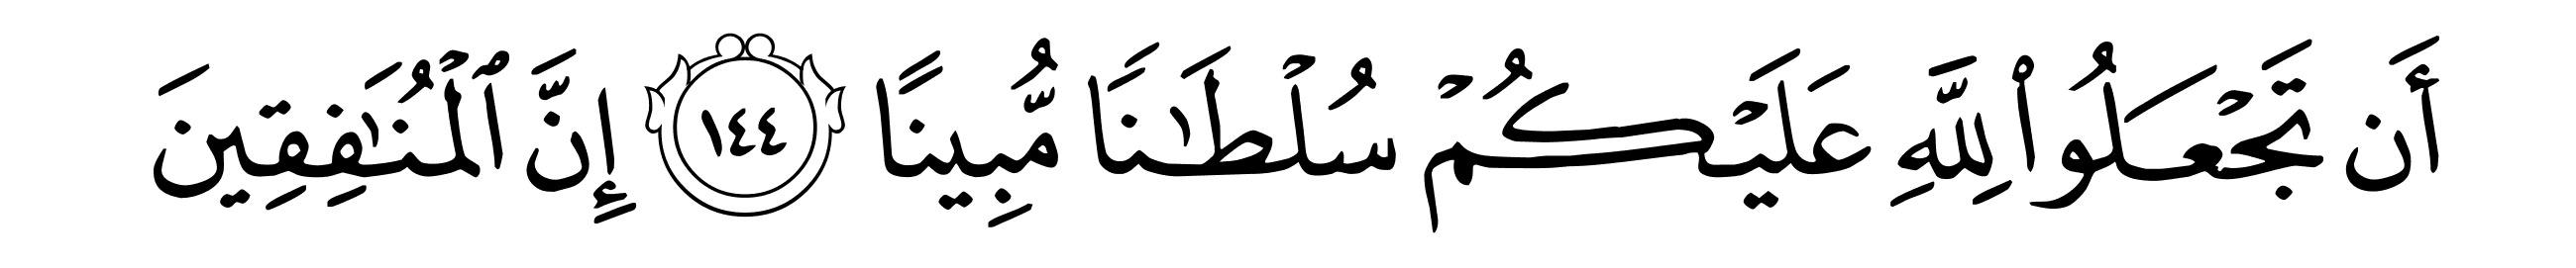 أَن تَجۡعَلُواْ لِلَّهِ عَلَيۡكُمۡ سُلۡطَٰنٗا مُّبِينًا ١٤٤ إِنَّ ٱلۡمُنَٰفِقِينَ